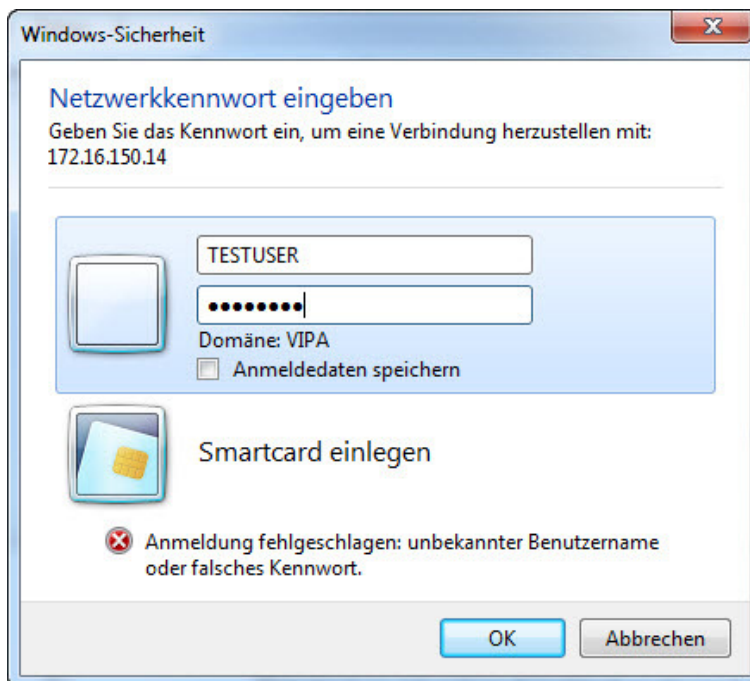 Windows-Sicherheit
Netzwerkkennwort eingeben
Geben Sie das Kennwort ein, um eine Verbindung herzustellen mit:
172.16.150.14
TESTUSER
●●●●●●●●
Domäne: VIPA
Anmeldedaten speichern
Smartcard einlegen
Anmeldung fehlgeschlagen: unbekannter Benutzername
oder falsches Kennwort.
OK
Abbrechen